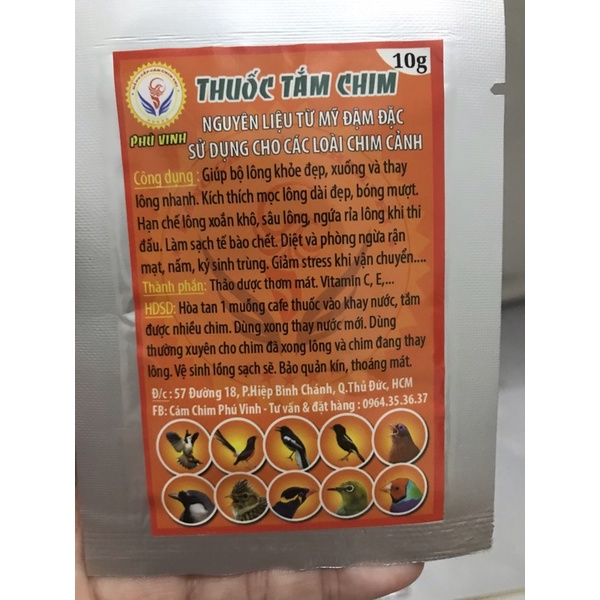 10g
THUỐC TẮM CHIM
PHÚ VINH
NGUYÊN LIỆU TỪ MỸ ĐẬM ĐẶC
SỬ DỤNG CHO CÁC LOÀI CHIM CẢNH
Công dụng : Giúp bộ lông khỏe đẹp, xuống và thay
lông nhanh. Kích thích mọc lông dài đẹp, bóng mượt.
Hạn chế lông xoắn khô, sâu lông, ngứa rỉa lông khi thi
đấu. Làm sạch tế bào chết. Diệt và phòng ngừa rận
mạt, nấm, ký sinh trùng. Giảm stress khi vận chuyển....
Thành phần: Thảo dược thơm mát. Vitamin C, E,...
HDSD: Hòa tan 1 muỗng cafe thuốc vào khay nước, tắm
được nhiều chim. Dùng xong thay nước mới. Dùng
thường xuyên cho chim đã xong lông và chim đang thay
lông. Vệ sinh lồng sạch sẽ. Bảo quản kín, thoáng mát.
Đ/c : 57 Đường 18, P.Hiệp Bình Chánh, Q.Thủ Đức, HCM
FB: Cám Chim Phú Vinh - Tư vấn & đặt hàng : 0964.35.36.37